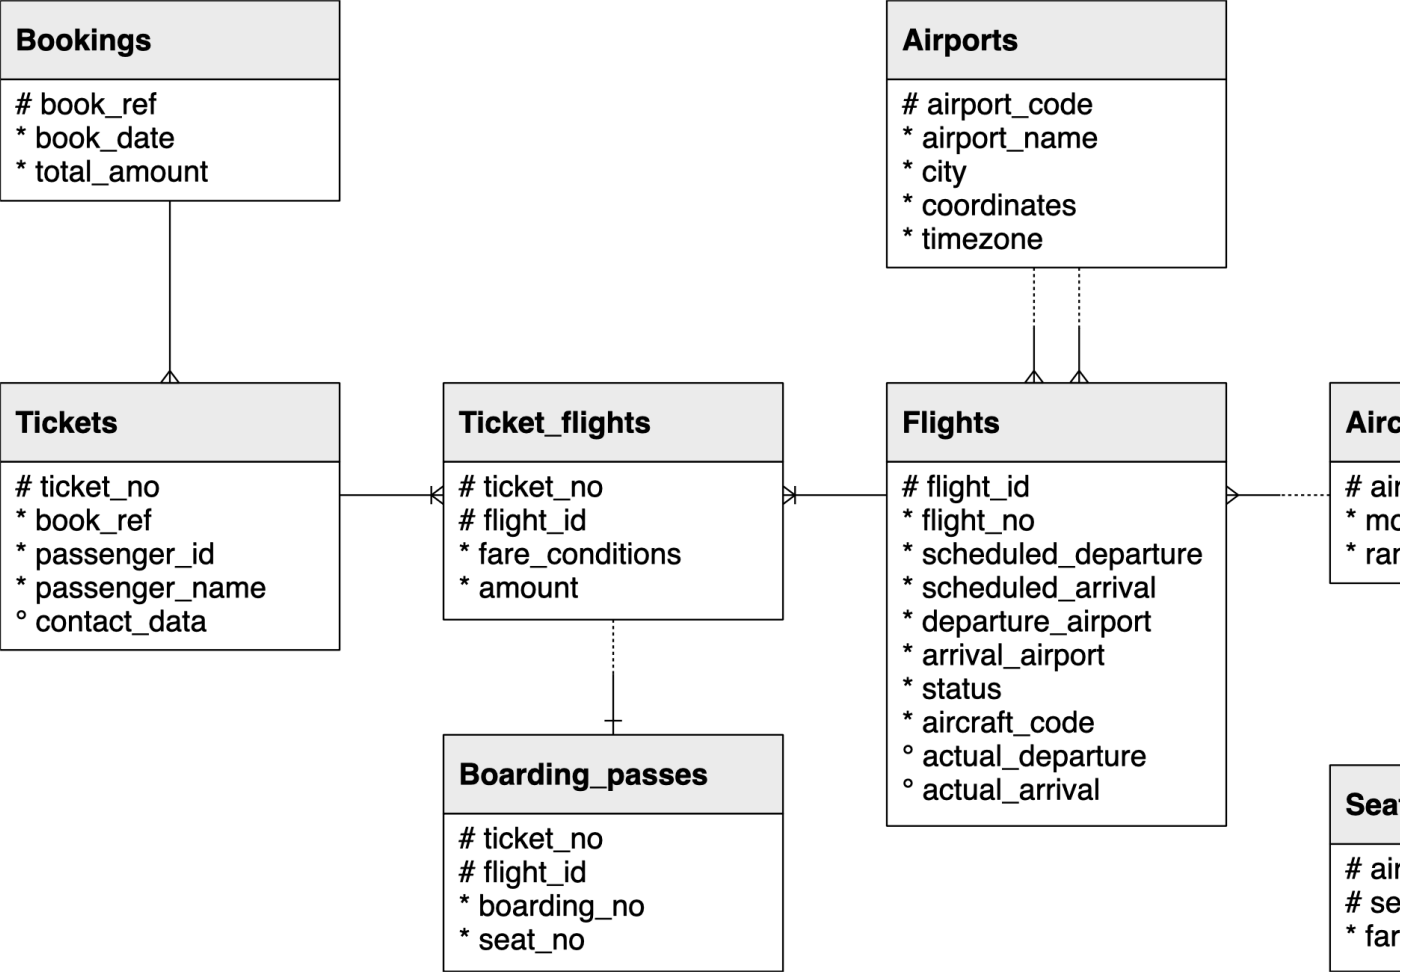 Bookings
# book_ref
* book_date
* total_amount
Airports
# airport_code
* airport_name
* city
* coordinates
* timezone
Tickets
# ticket_no
* book_ref
* passenger_id
* passenger_name
° contact_data
Ticket_flights
# ticket_no
# flight_id
* fare_conditions
* amount
Flights
# flight_id
* flight_no
* scheduled_departure
* scheduled_arrival
* departure_airport
* arrival_airport
* status
* aircraft_code
° actual_departure
° actual_arrival
Boarding_passes
# ticket_no
# flight_id
* boarding_no
* seat_no